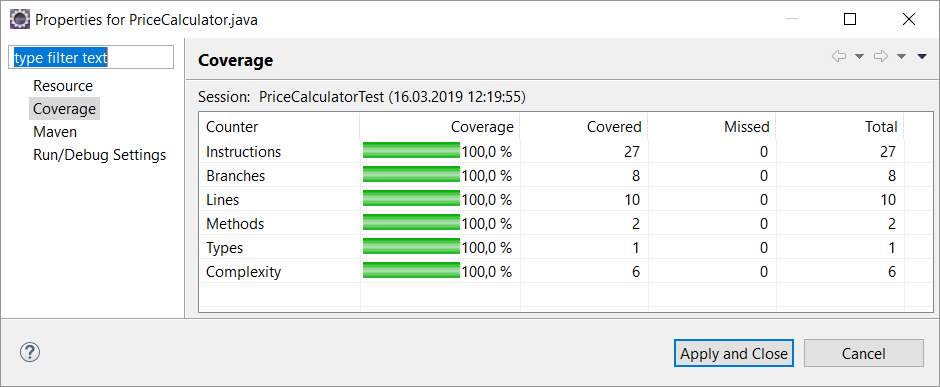 Properties for PriceCalculator.java
type filter text
Resource
Coverage
Maven
Run/Debug Settings
Coverage
Session: PriceCalculatorTest (16.03.2019 12:19:55)
Counter Coverage Covered Missed Total
Instructions 100,0 % 27 0 27
Branches 100,0 % 8 0 8
Lines 100,0 % 10 0 10
Methods 100,0 % 2 0 2
Types 100,0 % 1 0 1
Complexity 100,0 % 6 0 6
? Apply and Close Cancel